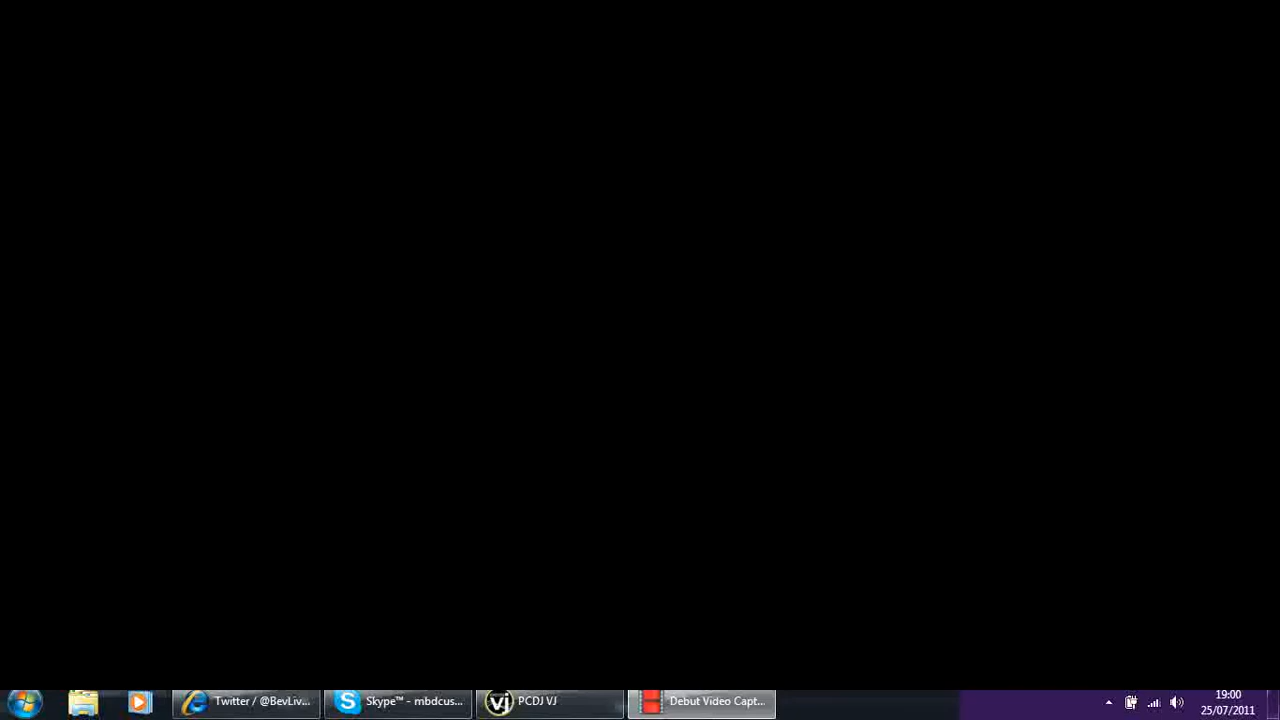 Twitter / @BevLiv...
Skype™ - mbdcus...
PCDJ VJ
Debut Video Capt...
19:00
25/07/2011